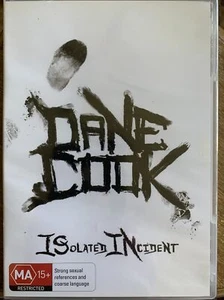 DANE
COOK
ISOLATED INCIDENT
MA 15+
RESTRICTED
Strong sexual
references and
coarse language